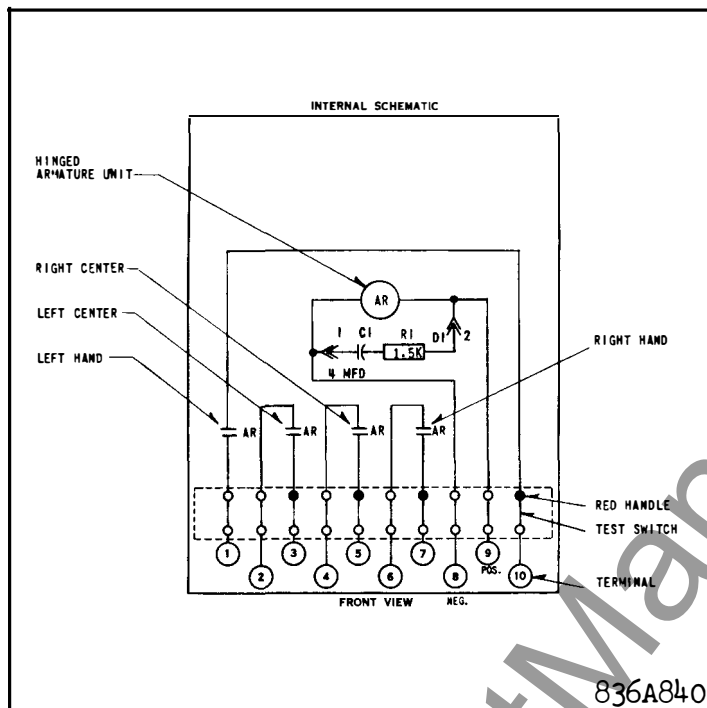 INTERNAL SCHEMATIC
HINGED
ARMATURE UNIT
RIGHT CENTER
LEFT CENTER
LEFT HAND
AR
1 C1 R1 D1 2
1.5K
4 MFD
RIGHT HAND
AR AR AR AR
RED HANDLE
TEST SWITCH
1 3 5 7 9
POS.
2 4 6 8 10
TERMINAL
FRONT VIEW NEG.
836A840